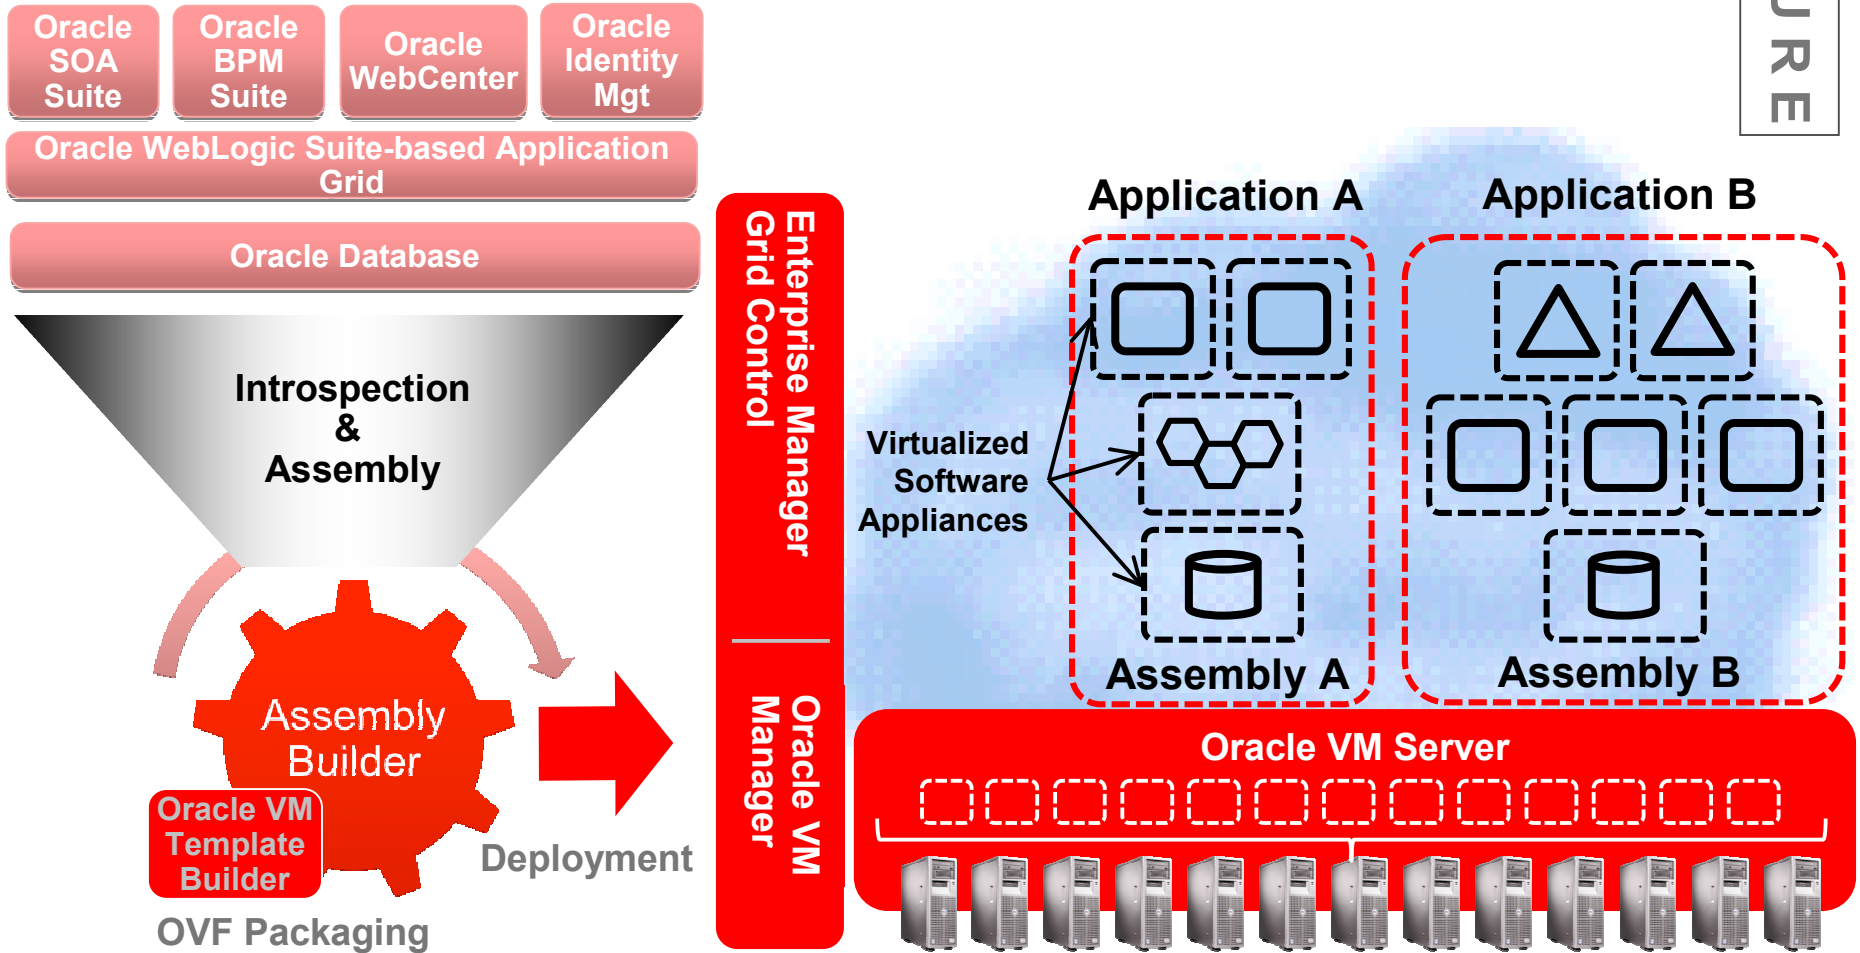 Oracle
SOA
Suite
Oracle
BPM
Suite
Oracle
WebCenter
Oracle
Identity
Mgt
Oracle WebLogic Suite-based Application
Grid
Oracle Database
Introspection
&
Assembly
Assembly
Builder
Oracle VM
Template
Builder
OVF Packaging
Deployment
Enterprise Manager
Grid Control
Oracle VM
Manager
URE
Application A
Application B
Virtualized
Software
Appliances
Assembly A
Assembly B
Oracle VM Server